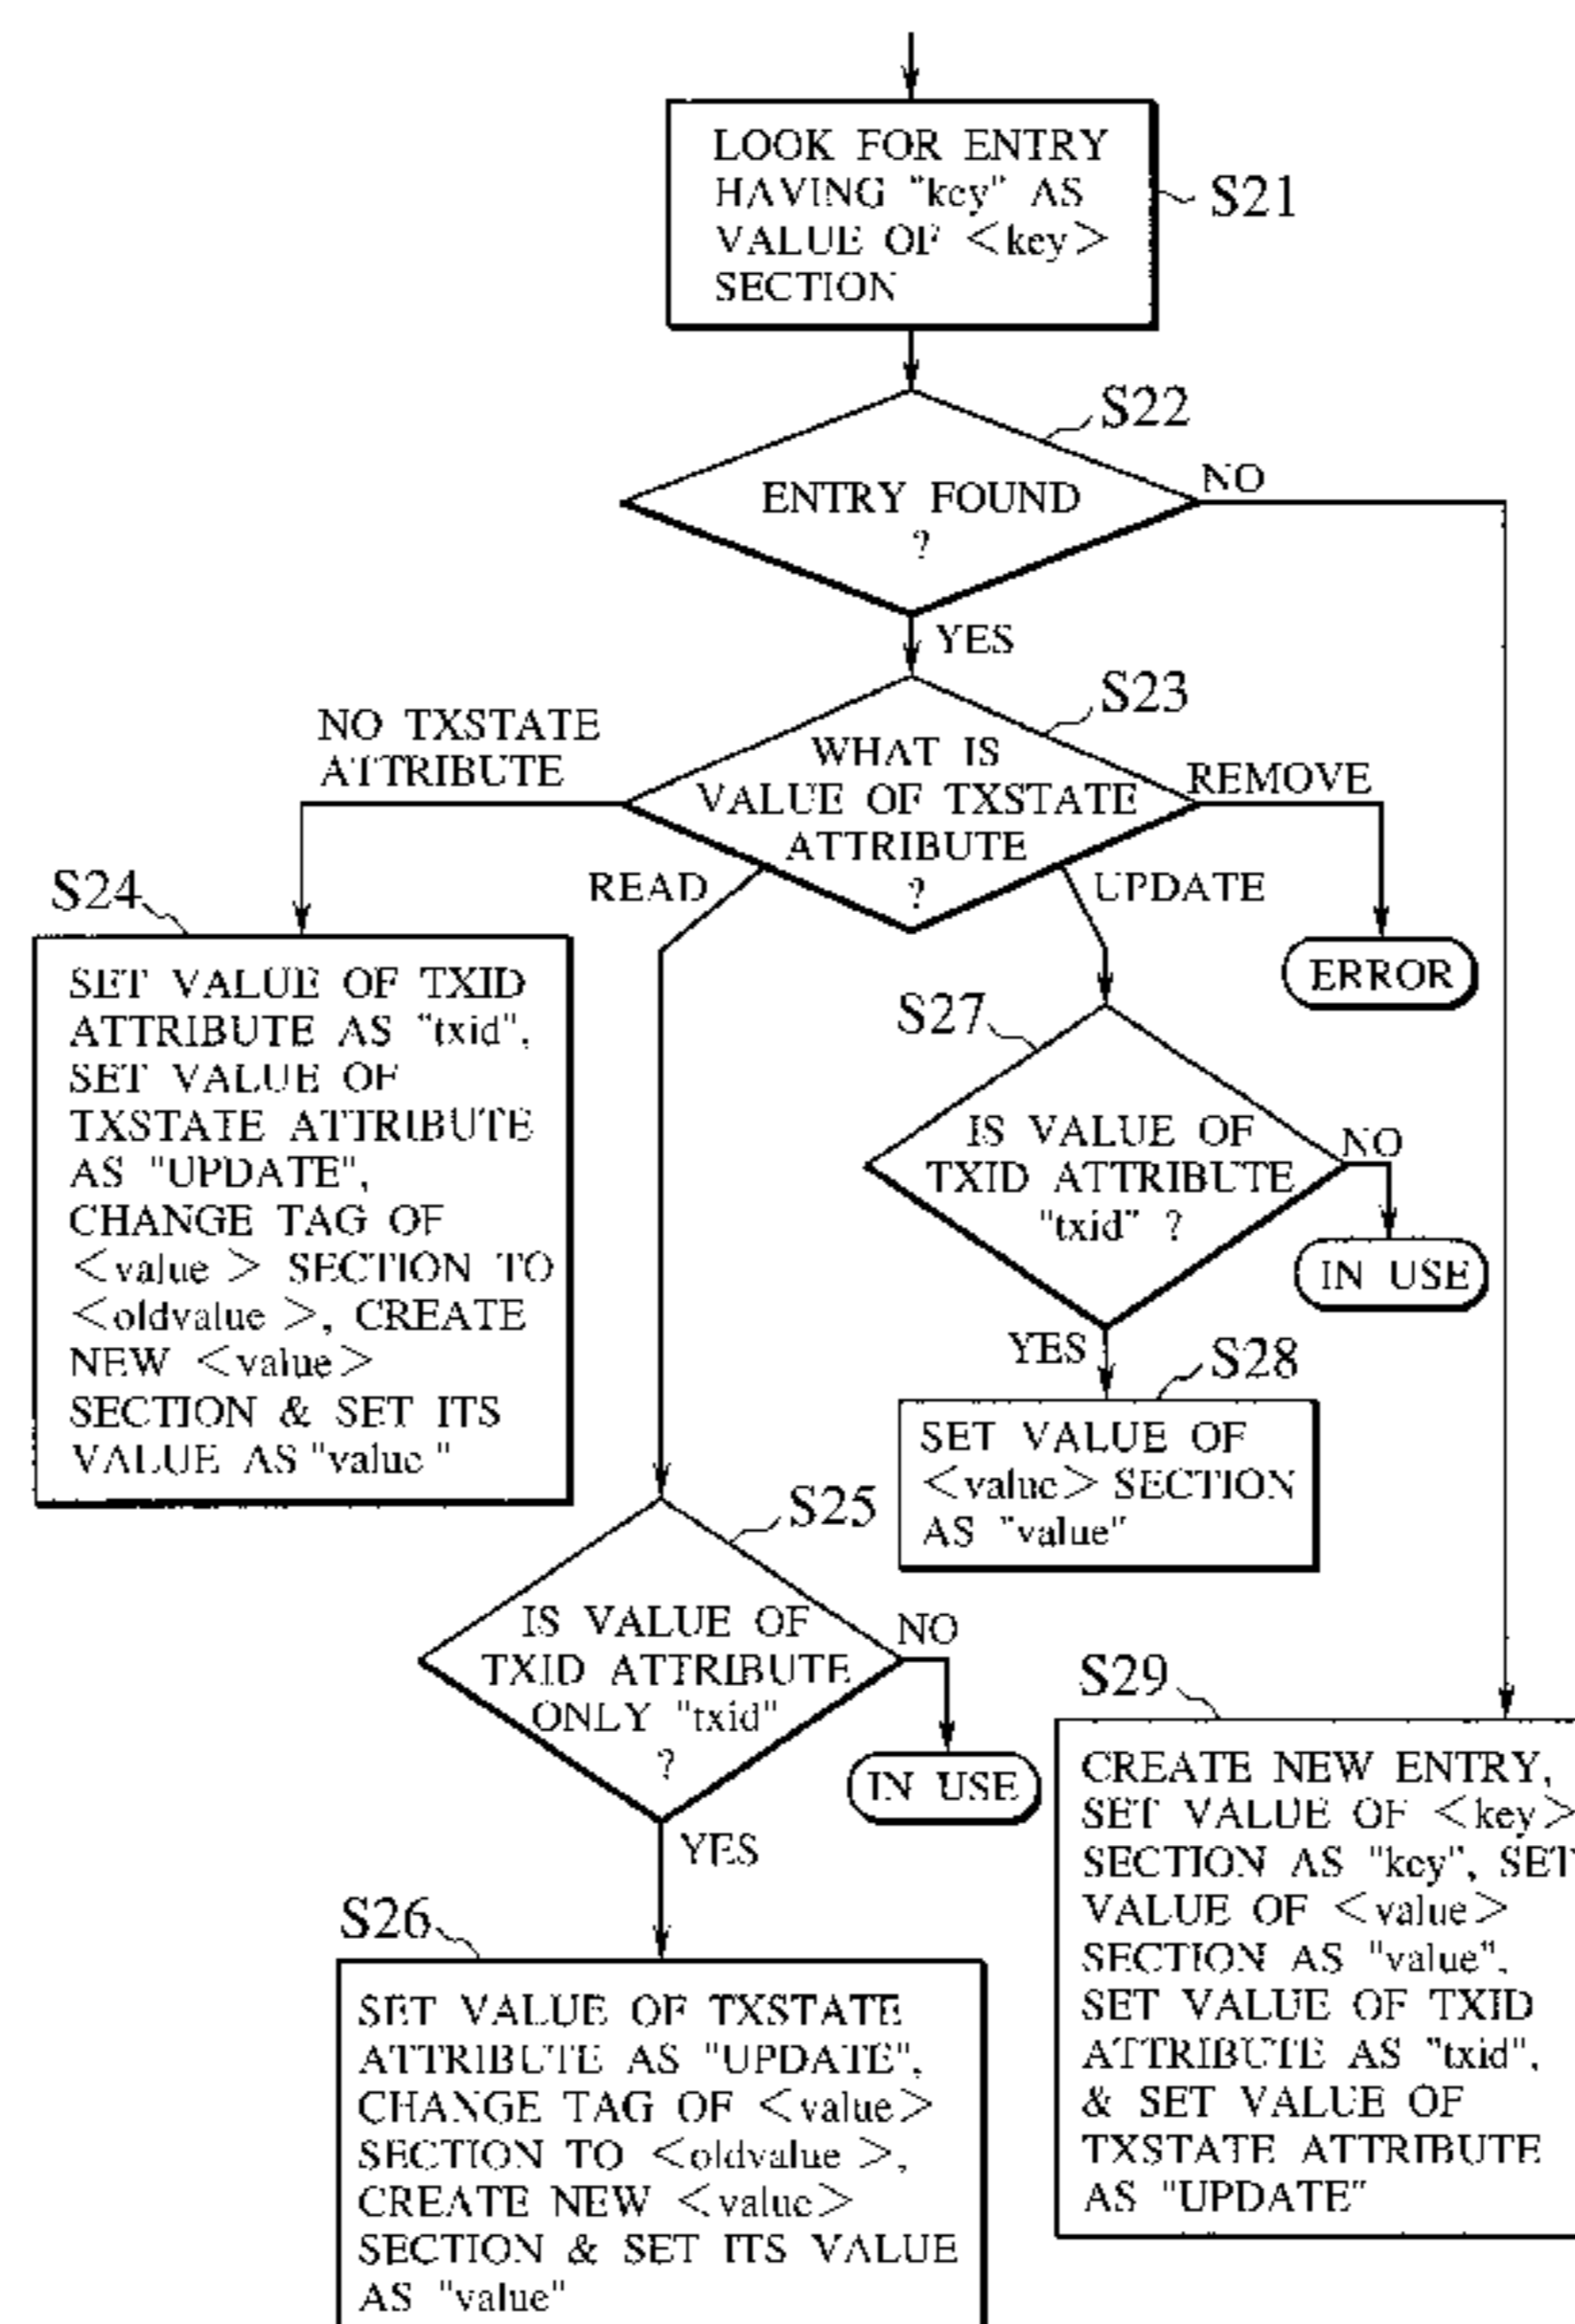 LOOK FOR ENTRY
HAVING "key" AS
VALUE OF <key>
SECTION
S21
S22
ENTRY FOUND
?
NO
YES
S23
WHAT IS
VALUE OF TXSTATE
ATTRIBUTE
?
NO TXSTATE
ATTRIBUTE
REMOVE
READ
UPDATE
ERROR
S24
SET VALUE OF TXID
ATTRIBUTE AS "txid",
SET VALUE OF
TXSTATE ATTRIBUTE
AS "UPDATE",
CHANGE TAG OF
<value> SECTION TO
<oldvalue>, CREATE
NEW <value>
SECTION & SET ITS
VALUE AS "value"
S27
IS VALUE OF
TXID ATTRIBUTE
"txid" ?
NO
IN USE
YES
S28
SET VALUE OF
<value> SECTION
AS "value"
S25
IS VALUE OF
TXID ATTRIBUTE
ONLY "txid"
?
NO
IN USE
YES
S26
SET VALUE OF TXSTATE
ATTRIBUTE AS "UPDATE",
CHANGE TAG OF <value>
SECTION TO <oldvalue>,
CREATE NEW <value>
SECTION & SET ITS VALUE
AS "value"
S29
CREATE NEW ENTRY,
SET VALUE OF <key>
SECTION AS "key", SET
VALUE OF <value>
SECTION AS "value",
SET VALUE OF TXID
ATTRIBUTE AS "txid",
& SET VALUE OF
TXSTATE ATTRIBUTE
AS "UPDATE"